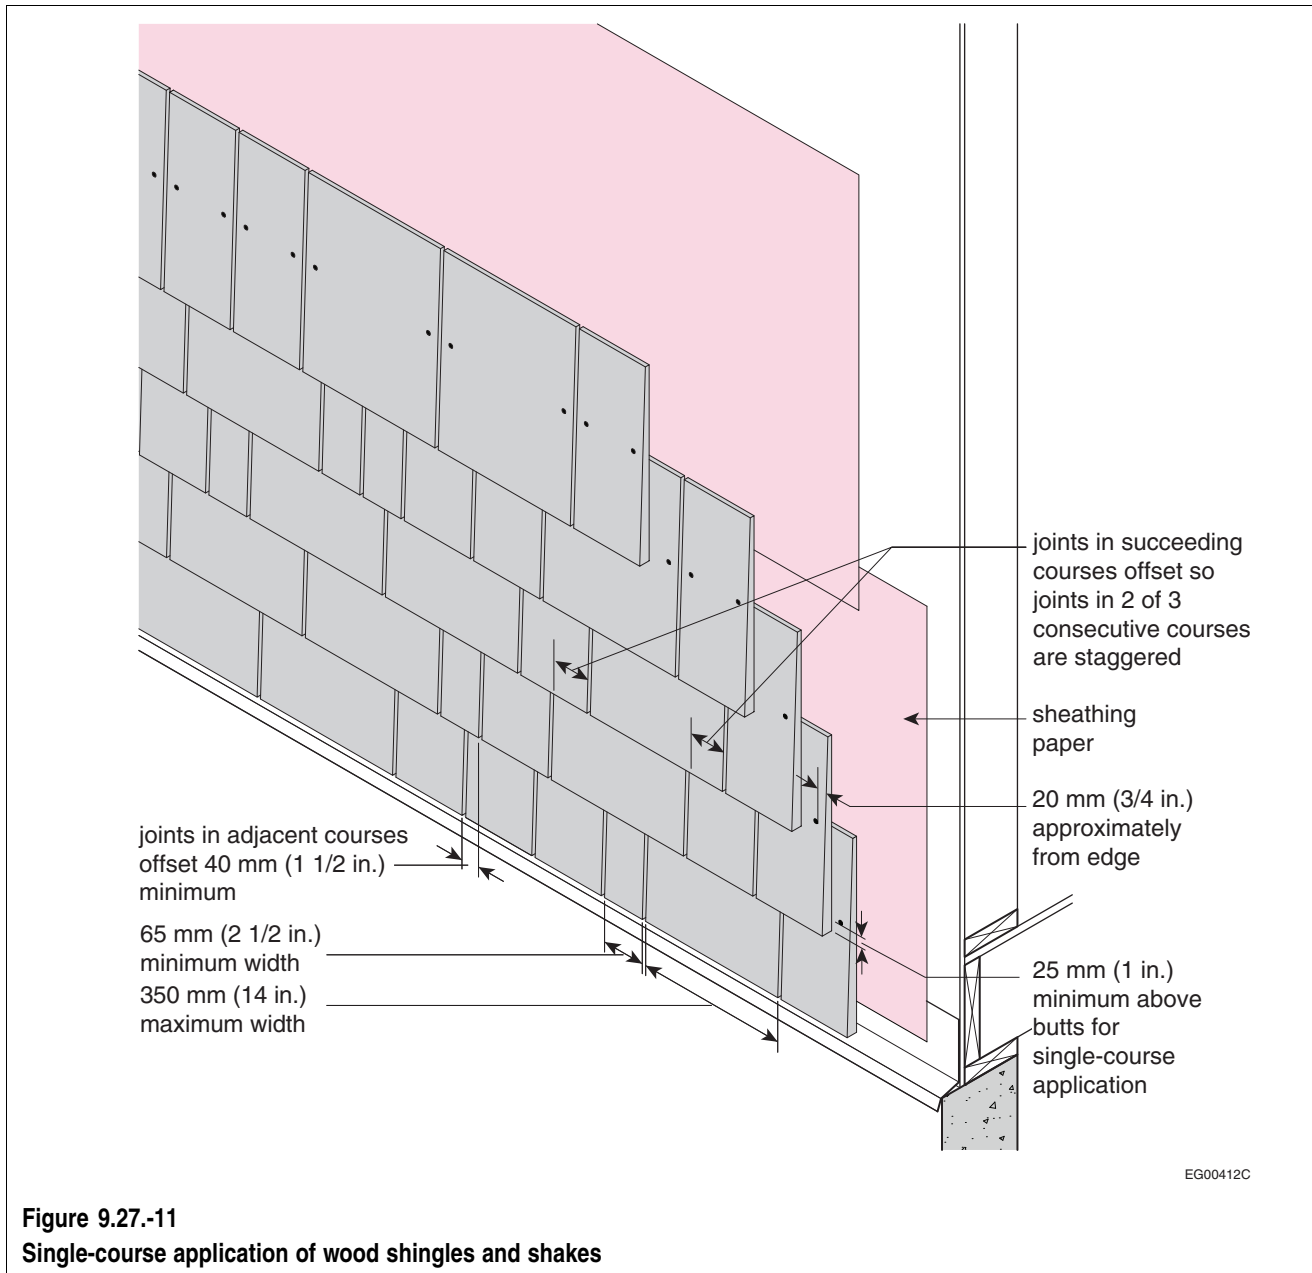 joints in succeeding
courses offset so
joints in 2 of 3
consecutive courses
are staggered
sheathing
paper
20 mm (3/4 in.)
approximately
from edge
joints in adjacent courses
offset 40 mm (1 1/2 in.)
minimum
65 mm (2 1/2 in.)
minimum width
350 mm (14 in.)
maximum width
25 mm (1 in.)
minimum above
butts for
single-course
application
EG00412C
Figure 9.27.-11
Single-course application of wood shingles and shakes